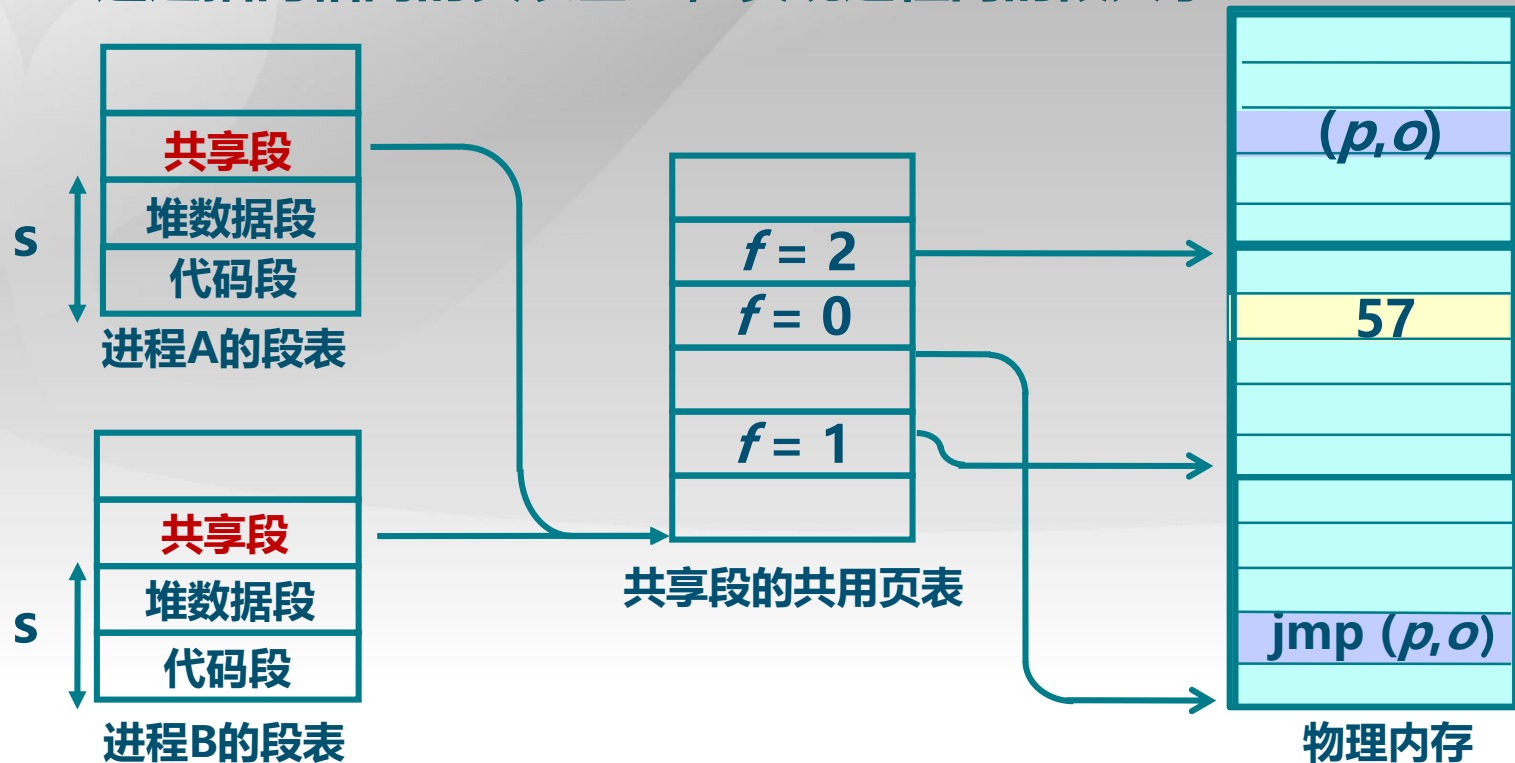 共享段
堆数据段
代码段
S
进程A的段表
共享段
堆数据段
代码段
S
进程B的段表
f = 2
f = 0
f = 1
共享段的共用页表
(p,o)
57
jmp (p,o)
物理内存